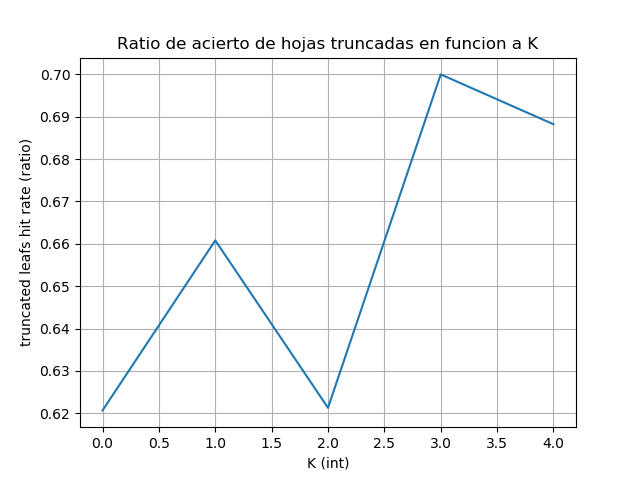 Ratio de acierto de hojas truncadas en funcion a K
truncated leafs hit rate (ratio)
0.70
0.69
0.68
0.67
0.66
0.65
0.64
0.63
0.62
0.0 0.5 1.0 1.5 2.0 2.5 3.0 3.5 4.0
K (int)